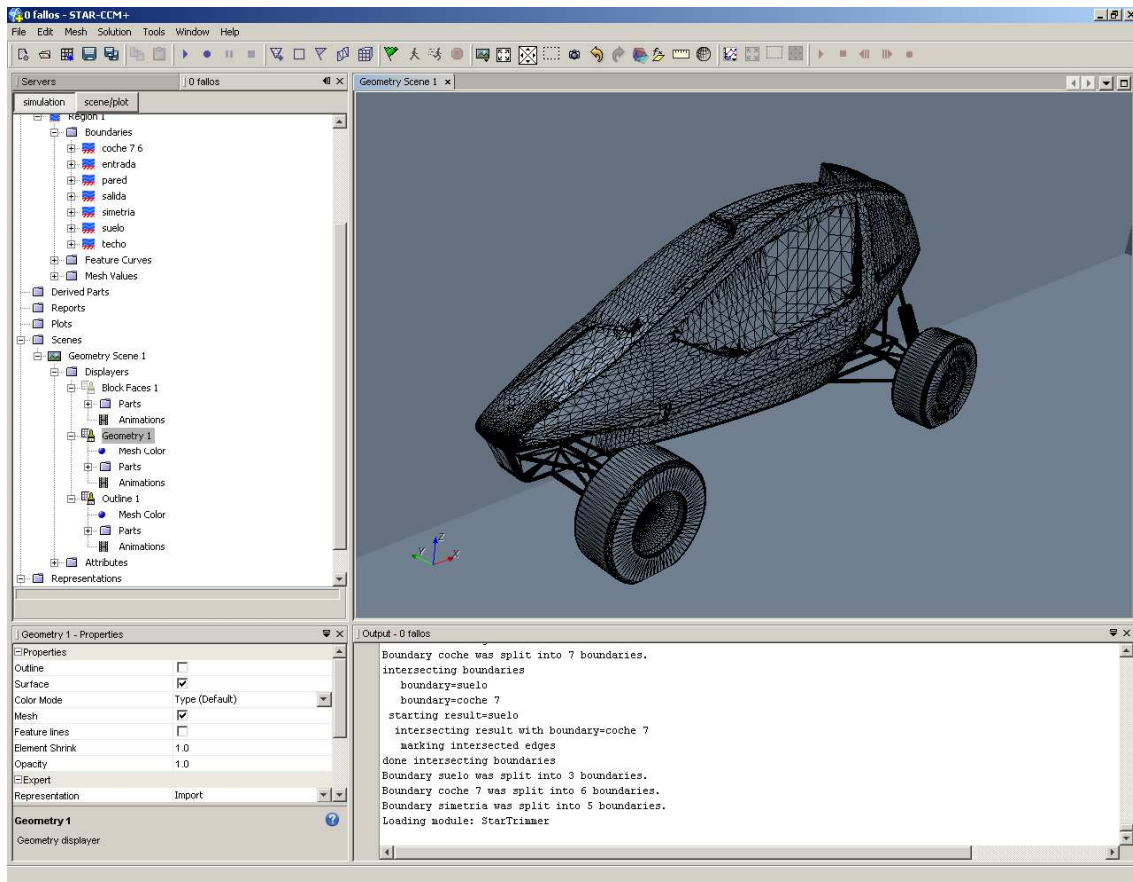 0 fallos - STAR-CCM+
File Edit Mesh Solution Tools Window Help
Servers
0 fallos
Geometry Scene 1
simulation
scene/plot
Region 1
Boundaries
coche 7 6
entrada
pared
salida
simetria
suelo
techo
Feature Curves
Mesh Values
Derived Parts
Reports
Plots
Scenes
Geometry Scene 1
Displayers
Block Faces 1
Parts
Animations
Geometry 1
Mesh Color
Parts
Animations
Outline 1
Mesh Color
Parts
Animations
Attributes
Representations
Z
Y
X
Geometry 1 - Properties
Properties
Outline
Surface
Color Mode Type (Default)
Mesh
Feature lines
Element Shrink 1.0
Opacity 1.0
Expert
Representation Import
Geometry 1
Geometry displayer
Output - 0 fallos
Boundary coche was split into 7 boundaries.
intersecting boundaries
boundary=suelo
boundary=coche 7
starting result=suelo
intersecting result with boundary=coche 7
marking intersected edges
done intersecting boundaries
Boundary suelo was split into 3 boundaries.
Boundary coche 7 was split into 6 boundaries.
Boundary simetria was split into 5 boundaries.
Loading module: StarTrimmer